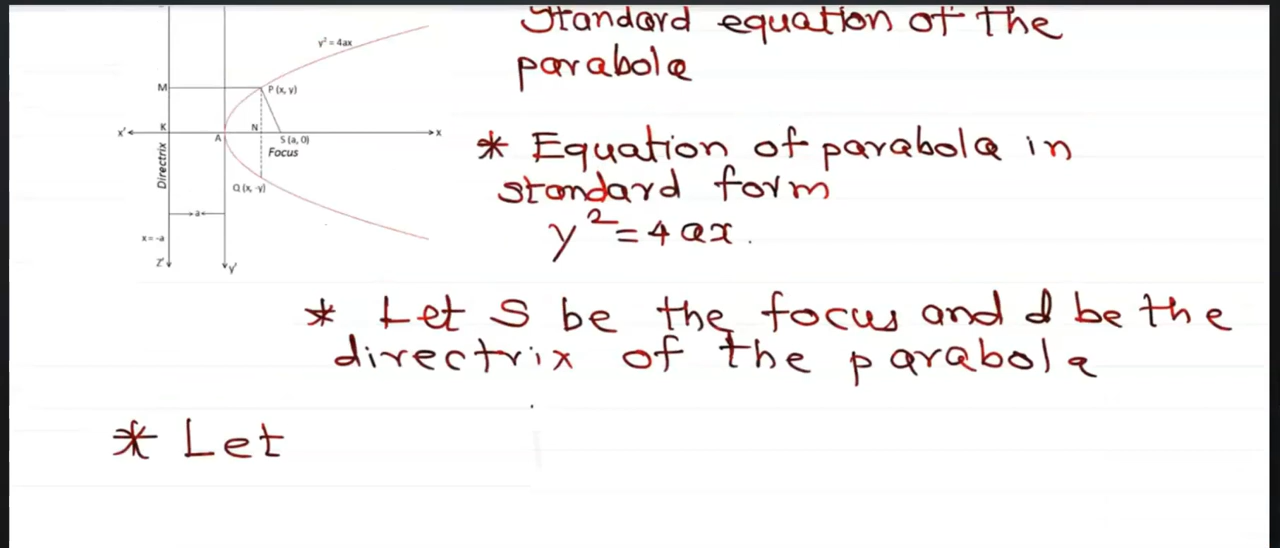 Standard equation of the
parabola
y² = 4ax
M
P (x, y)
K
x'
A
N
x
S (a, 0)
Focus
Directrix
Q (x, -y)
a
x = -a
Z'
y'
* Equation of parabola in
standard form
y² = 4ax.
* Let S be the focus and d be the
directrix of the parabola
* Let